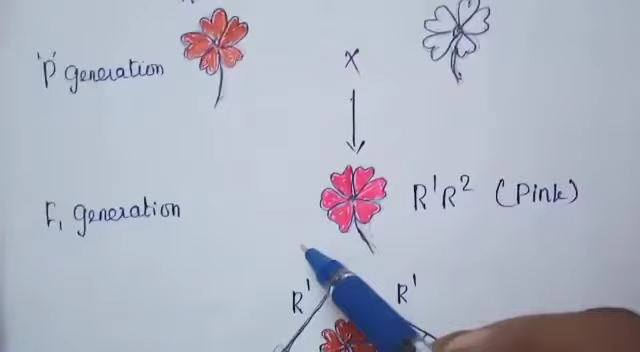 'P' generation
X
F₁ generation
R¹R² (Pink)
R¹
R¹